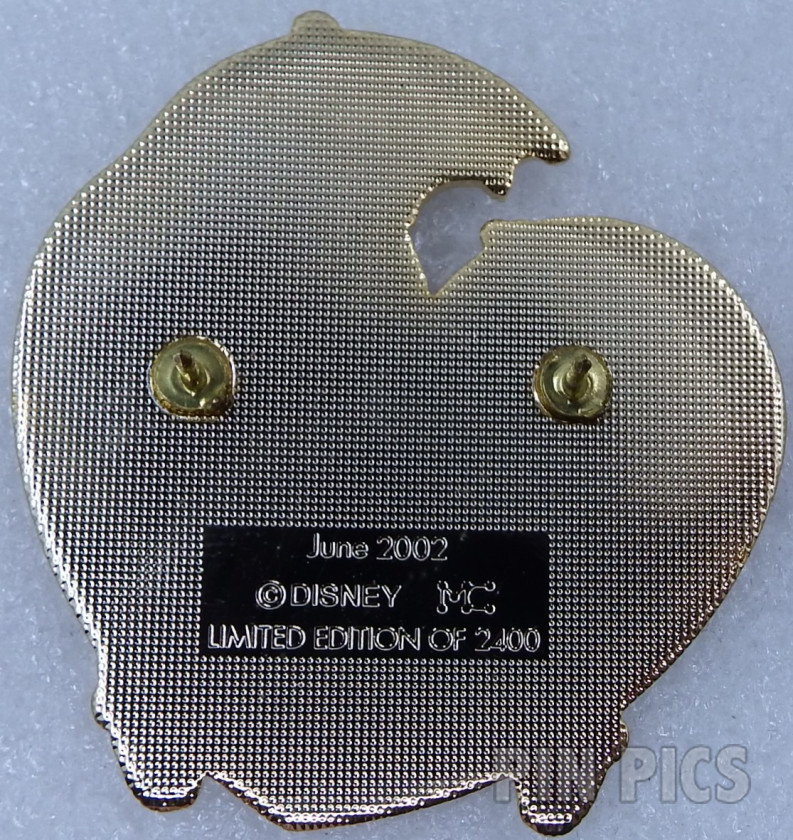 June 2002
© DISNEY MC
LIMITED EDITION OF 2400
PIN PICS